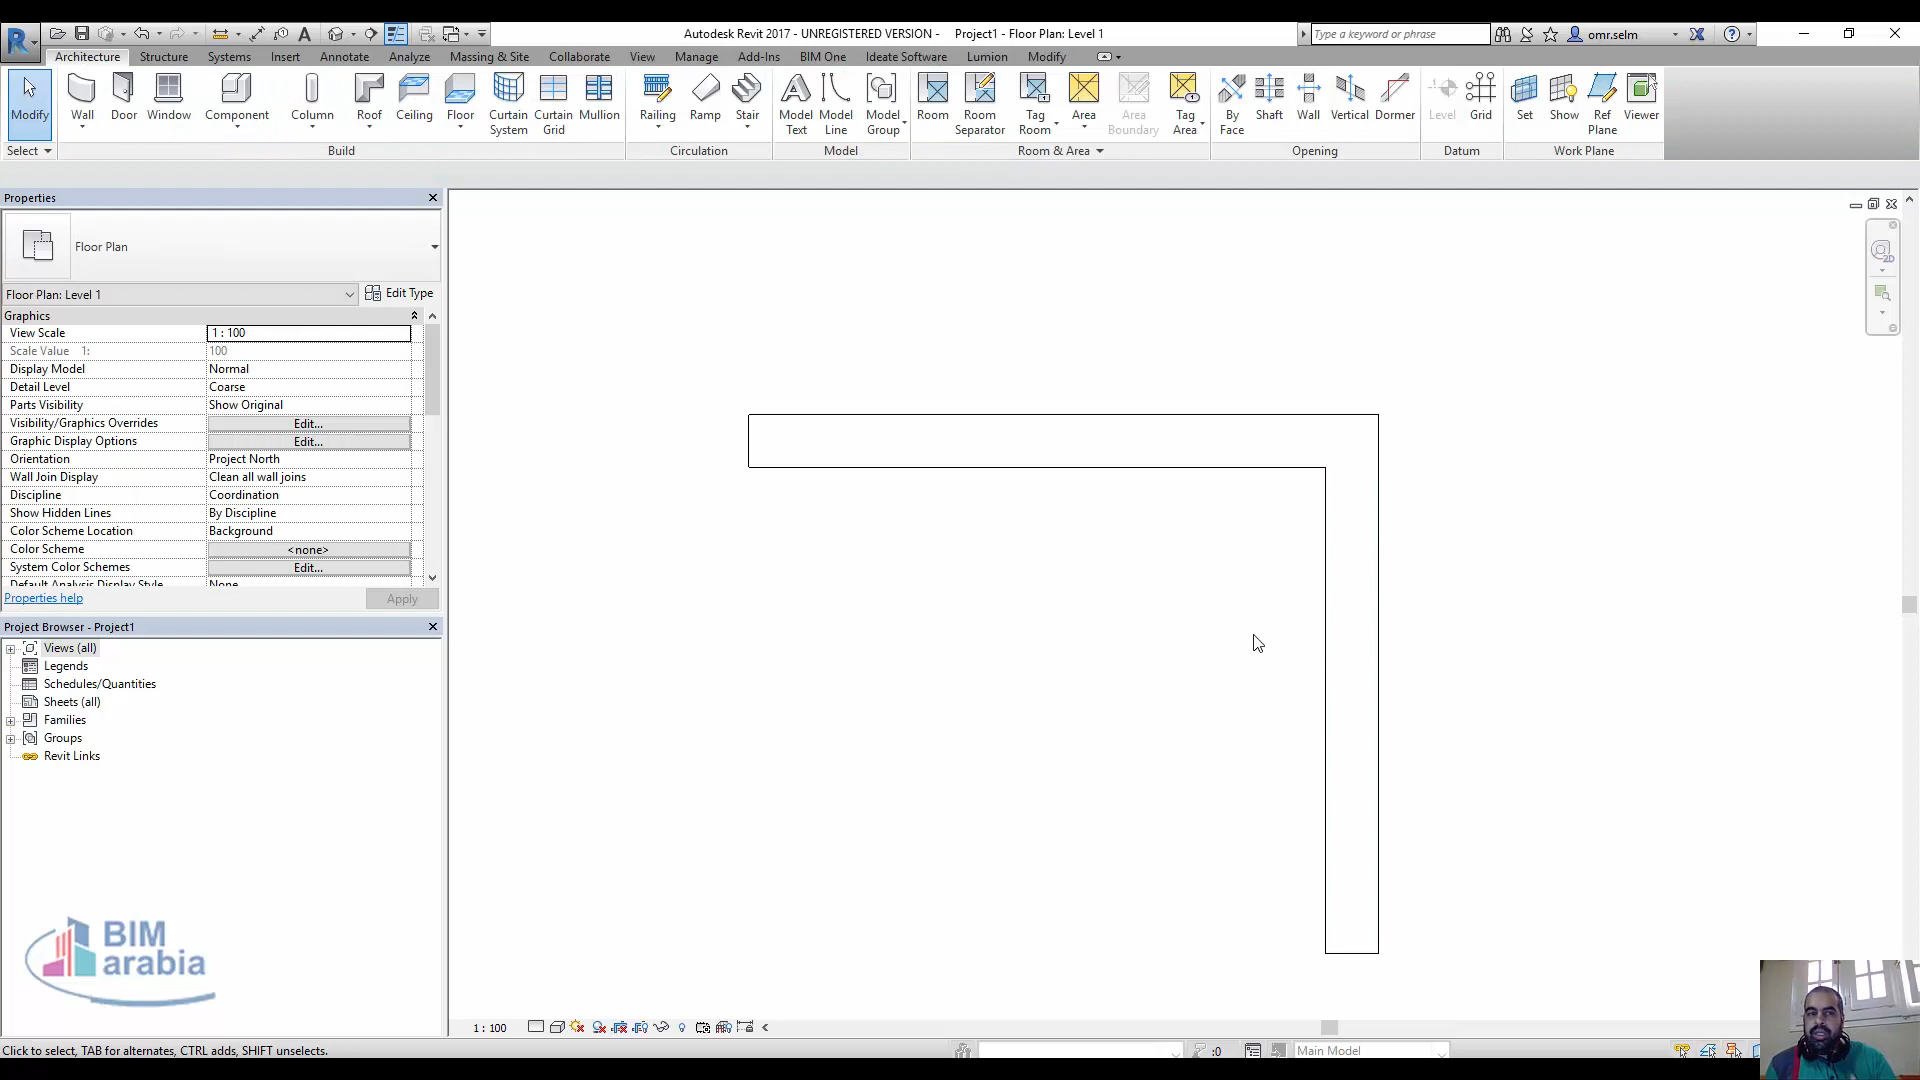 Autodesk Revit 2017 - UNREGISTERED VERSION - Project1 - Floor Plan: Level 1
Type a keyword or phrase
omr.selm
Architecture Structure Systems Insert Annotate Analyze Massing & Site Collaborate View Manage Add-Ins BIM One Ideate Software Lumion Modify
Modify Wall Door Window Component Column Roof Ceiling Floor Curtain System Curtain Grid Mullion Railing Ramp Stair Model Text Model Line Model Group Room Room Separator Tag Room Area Area Boundary Tag Area By Face Shaft Wall Vertical Dormer Level Grid Set Show Ref Plane Viewer
Select Build Circulation Model Room & Area Opening Datum Work Plane
Properties
Floor Plan
Floor Plan: Level 1 Edit Type
Graphics
View Scale 1 : 100
Scale Value 1: 100
Display Model Normal
Detail Level Coarse
Parts Visibility Show Original
Visibility/Graphics Overrides Edit...
Graphic Display Options Edit...
Orientation Project North
Wall Join Display Clean all wall joins
Discipline Coordination
Show Hidden Lines By Discipline
Color Scheme Location Background
Color Scheme <none>
System Color Schemes Edit...
Default Analysis Display Style None
Properties help Apply
Project Browser - Project1
Views (all)
Legends
Schedules/Quantities
Sheets (all)
Families
Groups
Revit Links
BIM
arabia
2D
1 : 100
Click to select, TAB for alternates, CTRL adds, SHIFT unselects.
:0
Main Model